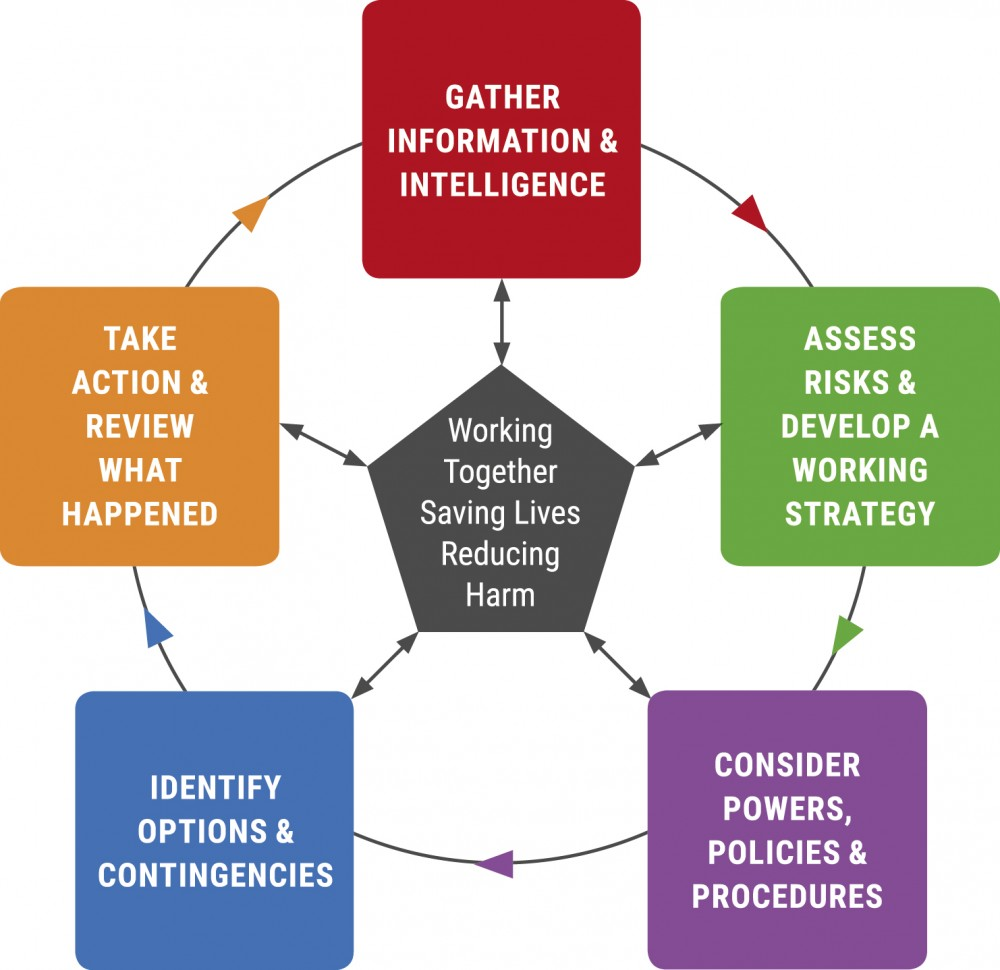 GATHER
INFORMATION &
INTELLIGENCE
ASSESS
RISKS &
DEVELOP A
WORKING
STRATEGY
CONSIDER
POWERS,
POLICIES &
PROCEDURES
IDENTIFY
OPTIONS &
CONTINGENCIES
TAKE
ACTION &
REVIEW
WHAT
HAPPENED
Working
Together
Saving Lives
Reducing
Harm